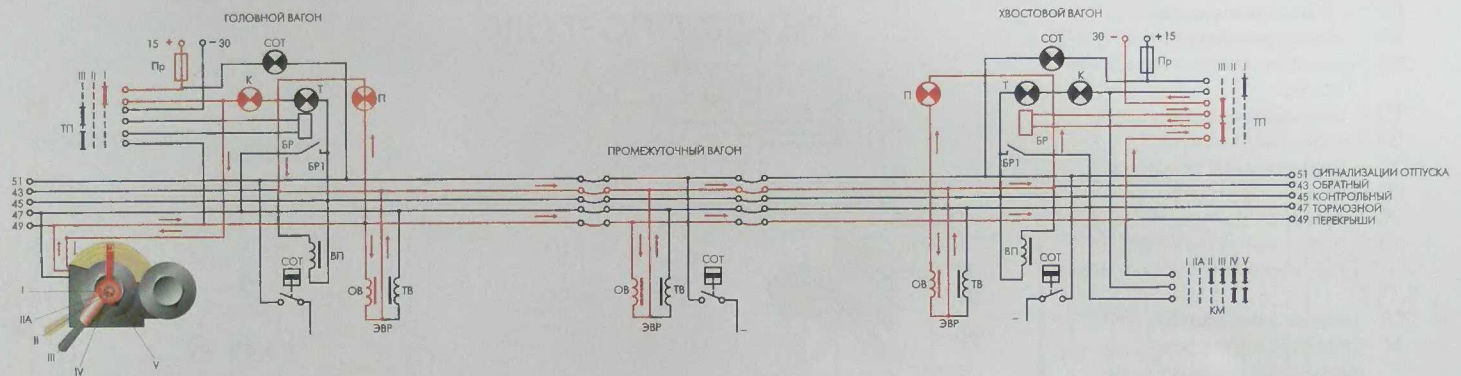 ГОЛОВНОЙ ВАГОН
ХВОСТОВОЙ ВАГОН
15 + − 30
СОТ
Пр
III II I
К
Т
П
ТП
БР
БР1
ПРОМЕЖУТОЧНЫЙ ВАГОН
СОТ
30 − + 15
Пр
III II I
П
Т
К
ТП
БР
БР1
51
43
45
47
49
51 СИГНАЛИЗАЦИИ ОТПУСКА
43 ОБРАТНЫЙ
45 КОНТРОЛЬНЫЙ
47 ТОРМОЗНОЙ
49 ПЕРЕКРЫШИ
I
IIA
II
III
IV
V
СОТ
ВП
ОВ
ТВ
ЭВР
−
ОВ
ТВ
СОТ
ЭВР
−
ОВ
ТВ
ВП
СОТ
ЭВР
−
I IIA II III IV V
КМ